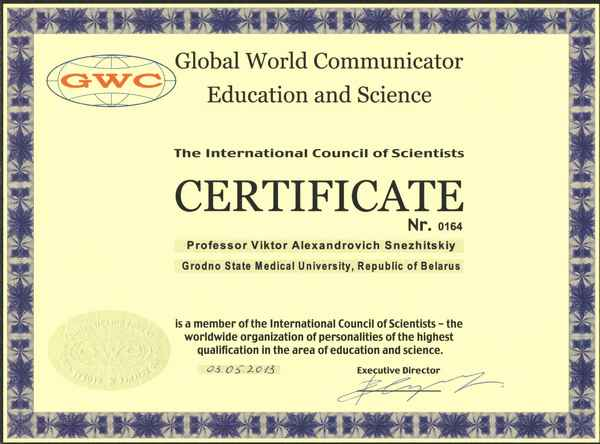 GWC
Global World Communicator
Education and Science
The International Council of Scientists
CERTIFICATE
Nr. 0164
Professor Viktor Alexandrovich Snezhitskiy
Grodno State Medical University, Republic of Belarus
is a member of the International Council of Scientists – the
worldwide organization of personalities of the highest
qualification in the area of education and science.
03.05.2013
Executive Director
GWC